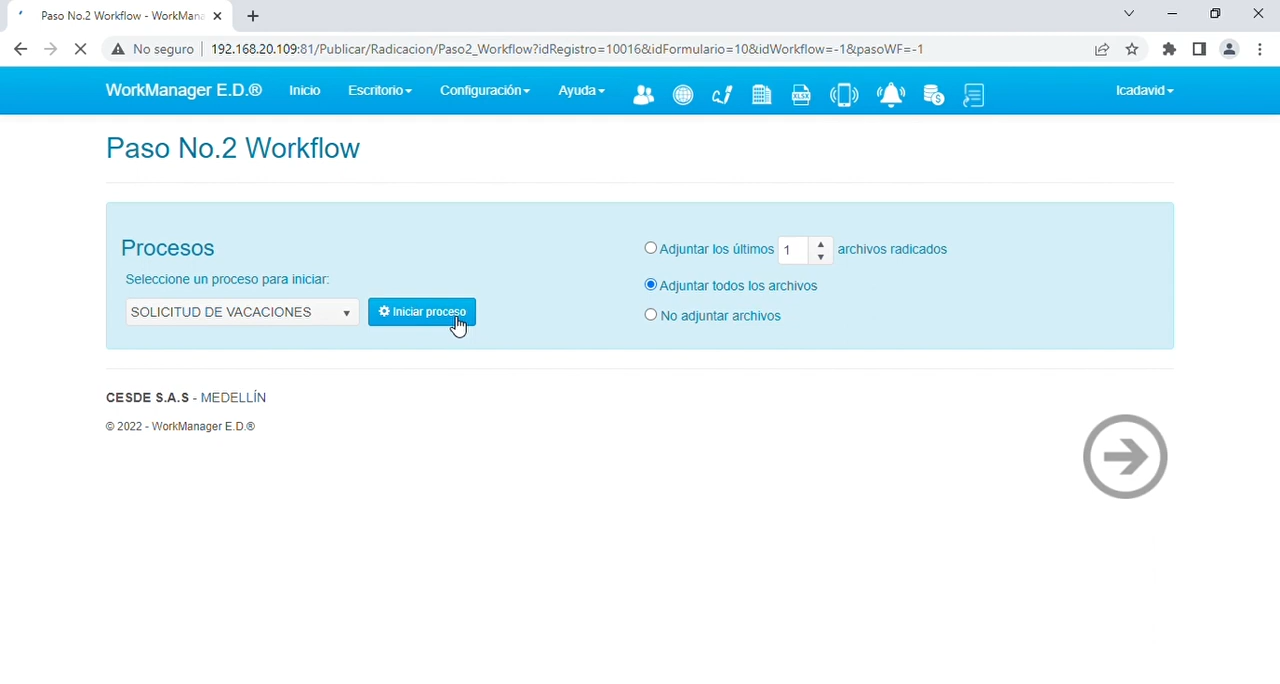 Paso No.2 Workflow - WorkMana
No seguro 192.168.20.109:81/Publicar/Radicacion/Paso2_Workflow?idRegistro=10016&idFormulario=10&idWorkflow=-1&pasoWF=-1
WorkManager E.D.® Inicio Escritorio Configuración Ayuda XLSX lcadavid
Paso No.2 Workflow
Procesos
Seleccione un proceso para iniciar:
SOLICITUD DE VACACIONES Iniciar proceso
Adjuntar los últimos 1 archivos radicados
Adjuntar todos los archivos
No adjuntar archivos
CESDE S.A.S - MEDELLÍN
© 2022 - WorkManager E.D.®